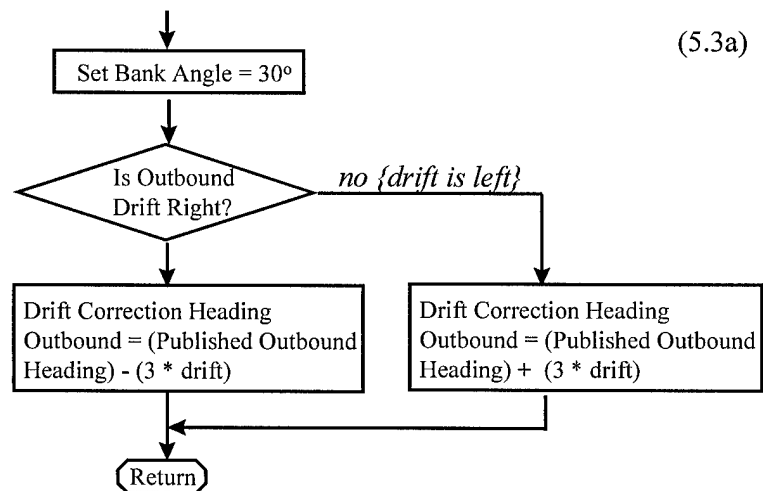 (5.3a)
Set Bank Angle = 30º
Is Outbound
Drift Right?
no {drift is left}
Drift Correction Heading
Outbound = (Published Outbound
Heading) - (3 * drift)
Drift Correction Heading
Outbound = (Published Outbound
Heading) + (3 * drift)
Return